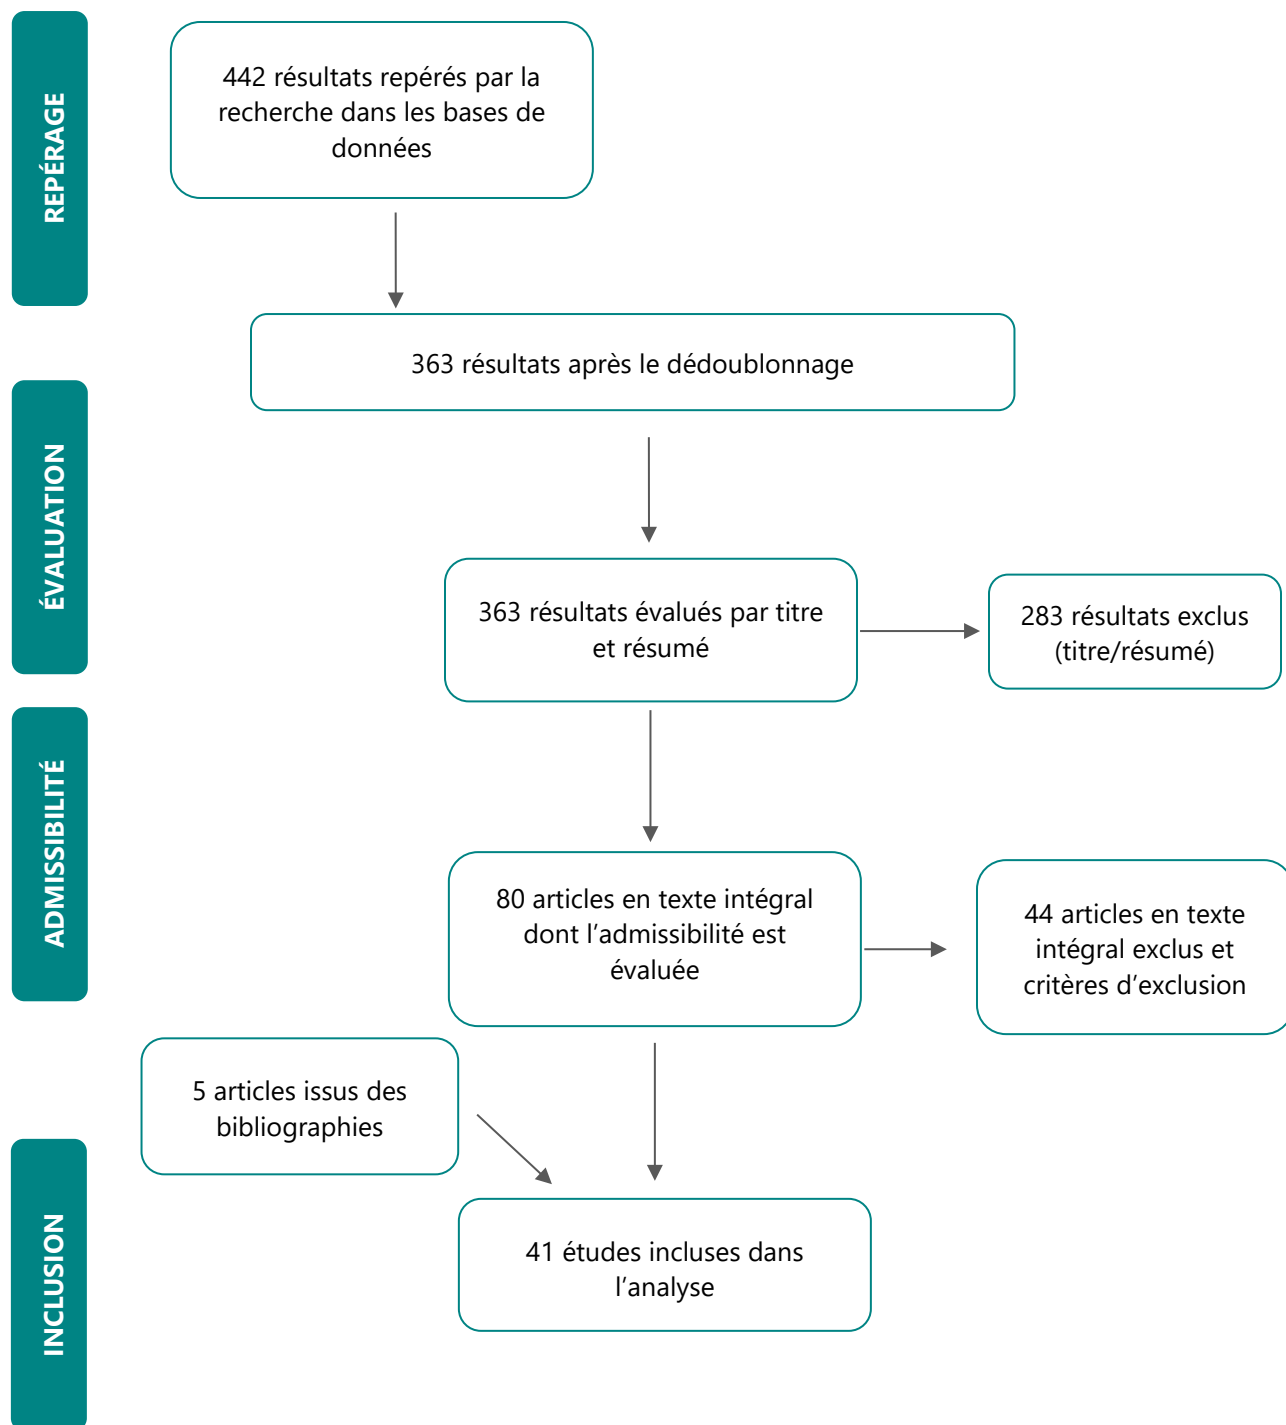 REPÉRAGE
442 résultats repérés par la
recherche dans les bases de
données
363 résultats après le dédoublonnage
ÉVALUATION
363 résultats évalués par titre
et résumé
283 résultats exclus
(titre/résumé)
ADMISSIBILITÉ
80 articles en texte intégral
dont l’admissibilité est
évaluée
44 articles en texte
intégral exclus et
critères d’exclusion
5 articles issus des
bibliographies
INCLUSION
41 études incluses dans
l’analyse